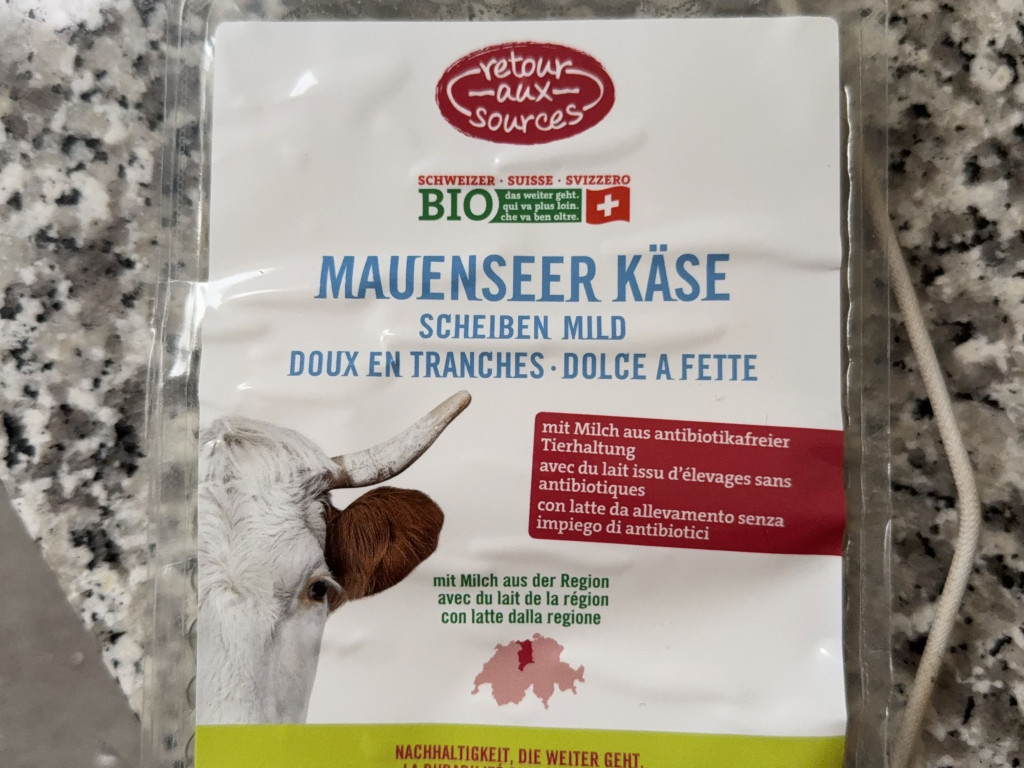 retour
aux
sources
SCHWEIZER · SUISSE · SVIZZERO
BIO
das weiter geht.
qui va plus loin.
che va ben oltre.
MAUENSEER KÄSE
SCHEIBEN MILD
DOUX EN TRANCHES · DOLCE A FETTE
mit Milch aus antibiotikafreier
Tierhaltung
avec du lait issu d'élevages sans
antibiotiques
con latte da allevamento senza
impiego di antibiotici
mit Milch aus der Region
avec du lait de la région
con latte dalla regione
NACHHALTIGKEIT, DIE WEITER GEHT.